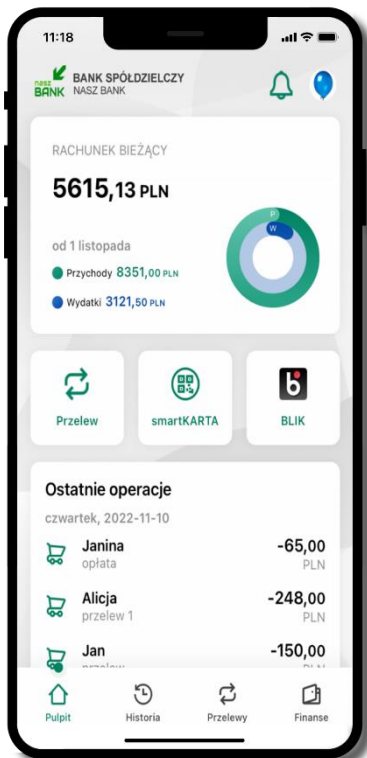 11:18
nasz BANK
BANK SPÓŁDZIELCZY
NASZ BANK
RACHUNEK BIEŻĄCY
5615,13 PLN
od 1 listopada
Przychody 8351,00 PLN
Wydatki 3121,50 PLN
P
W
Przelew
smartKARTA
BLIK
Ostatnie operacje
czwartek, 2022-11-10
Janina -65,00
opłata PLN
Alicja -248,00
przelew 1 PLN
Jan -150,00
Pulpit
Historia
Przelewy
Finanse